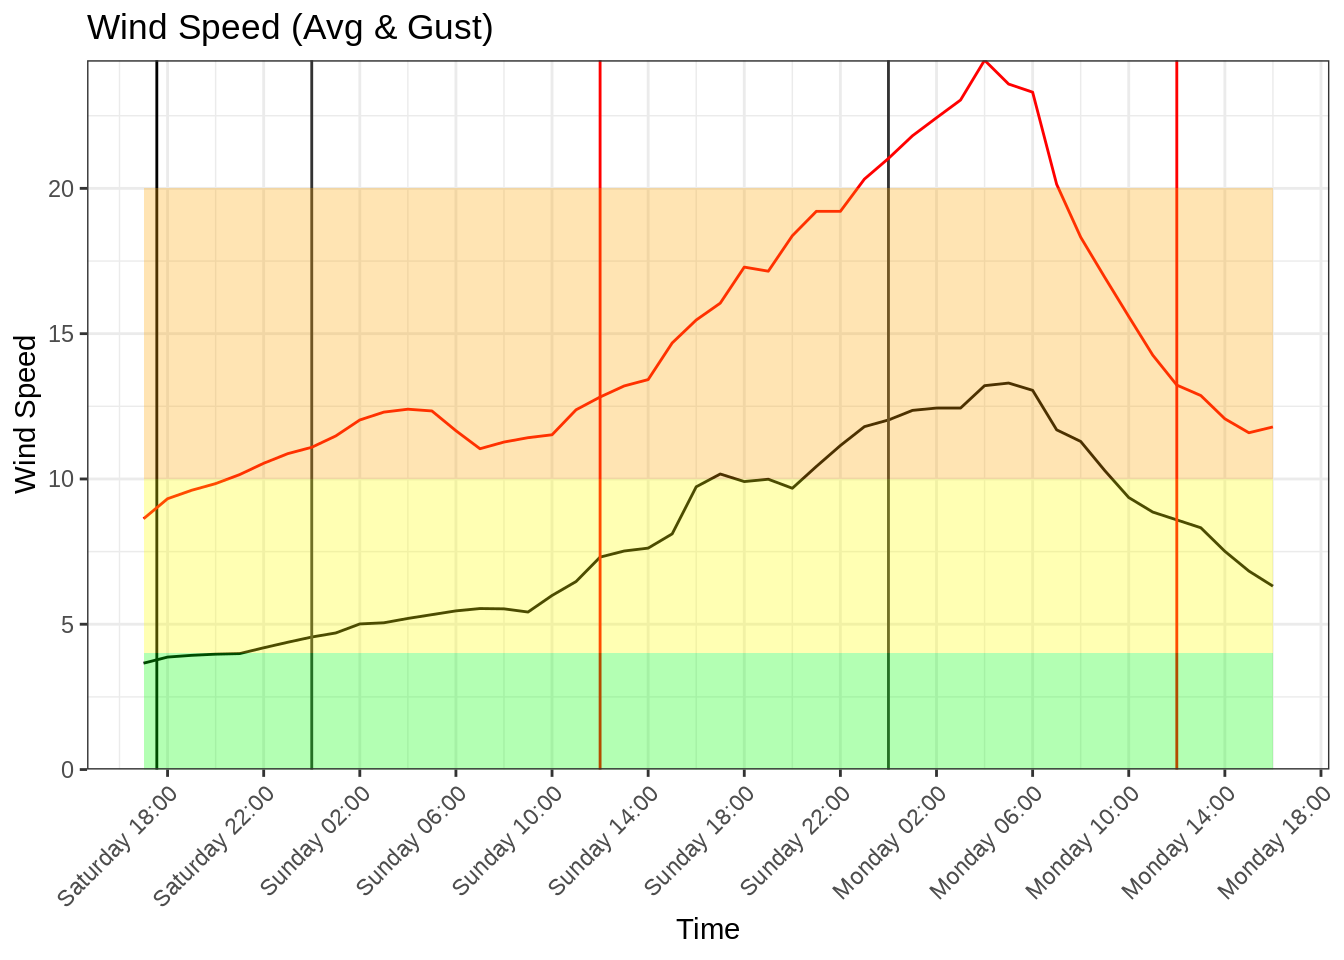 Wind Speed (Avg & Gust)
Wind Speed
20
15
10
5
0
Saturday 18:00
Saturday 22:00
Sunday 02:00
Sunday 06:00
Sunday 10:00
Sunday 14:00
Sunday 18:00
Sunday 22:00
Monday 02:00
Monday 06:00
Monday 10:00
Monday 14:00
Monday 18:00
Time